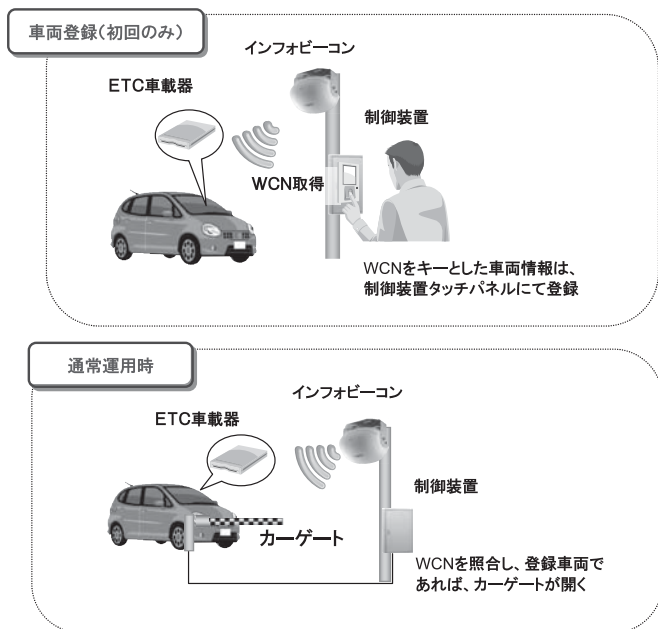 車両登録(初回のみ)
インフォビーコン
ETC車載器
制御装置
WCN取得
WCNをキーとした車両情報は、
制御装置タッチパネルにて登録
通常運用時
インフォビーコン
ETC車載器
制御装置
カーゲート
WCNを照合し、登録車両で
あれば、カーゲートが開く